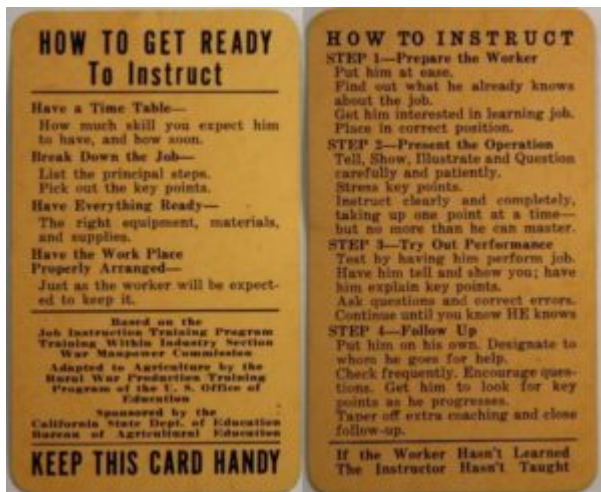 HOW TO GET READY
To Instruct
Have a Time Table—
How much skill you expect him
to have, and how soon.
Break Down the Job—
List the principal steps.
Pick out the key points.
Have Everything Ready—
The right equipment, materials,
and supplies.
Have the Work Place
Properly Arranged—
Just as the worker will be expect-
ed to keep it.
Based on the
Job Instruction Training Program
Training Within Industry Section
War Manpower Commission
Adapted to Agriculture by the
Rural War Production Training
Program of the U. S. Office of
Education
Sponsored by the
California State Dept. of Education
Bureau of Agricultural Education
KEEP THIS CARD HANDY
HOW TO INSTRUCT
STEP 1—Prepare the Worker
Put him at ease.
Find out what he already knows
about the job.
Get him interested in learning job.
Place in correct position.
STEP 2—Present the Operation
Tell, Show, Illustrate and Question
carefully and patiently.
Stress key points.
Instruct clearly and completely,
taking up one point at a time—
but no more than he can master.
STEP 3—Try Out Performance
Test by having him perform job.
Have him tell and show you; have
him explain key points.
Ask questions and correct errors.
Continue until you know HE knows
STEP 4—Follow Up
Put him on his own. Designate to
whom he goes for help.
Check frequently. Encourage ques-
tions. Get him to look for key
points as he progresses.
Taper off extra coaching and close
follow-up.
If the Worker Hasn't Learned
The Instructor Hasn't Taught